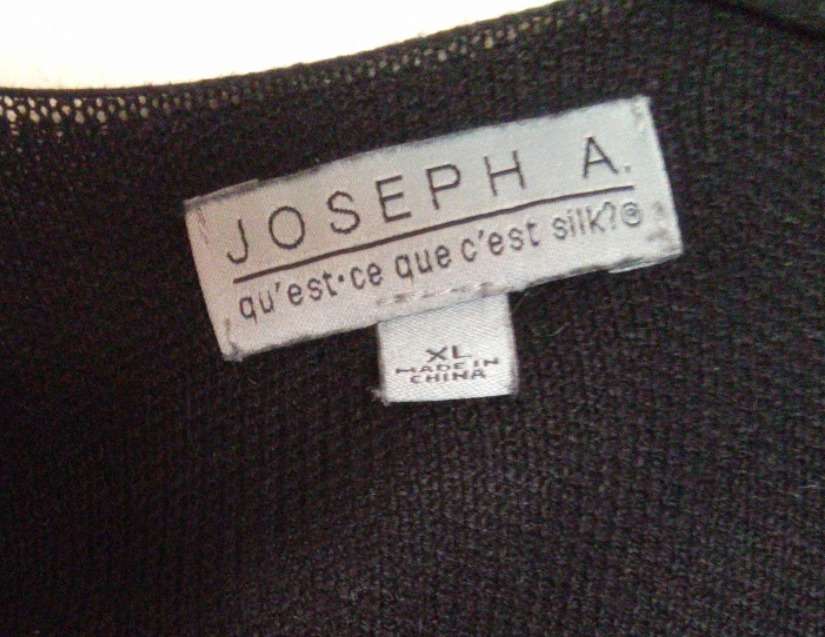 JOSEPH A.
qu'est·ce que c'est silk?®
XL
MADE IN
CHINA